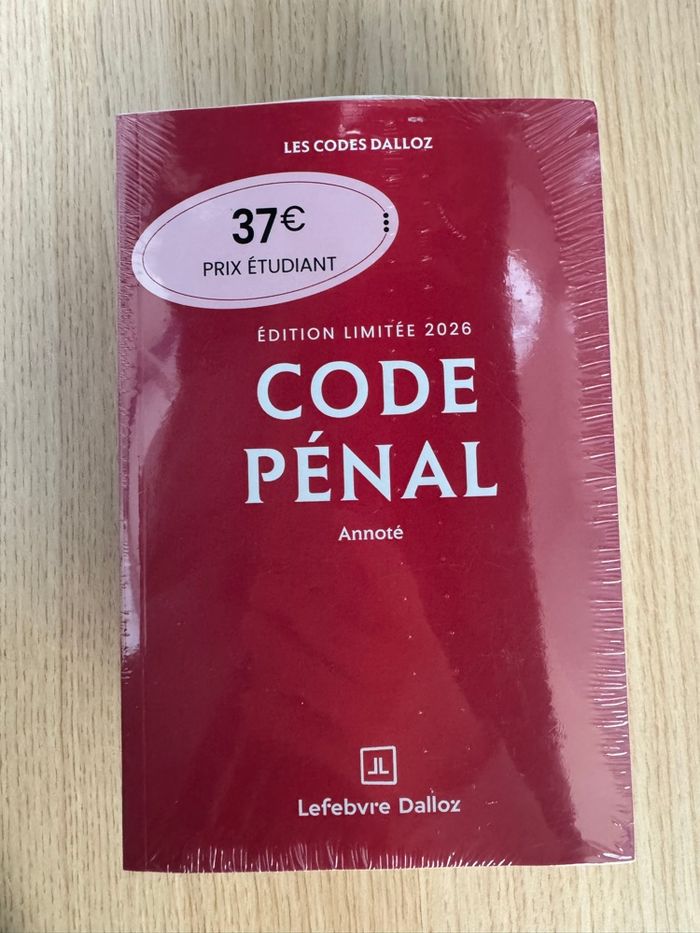 LES CODES DALLOZ
37€
PRIX ÉTUDIANT
ÉDITION LIMITÉE 2026
CODE
PÉNAL
Annoté
Lefebvre Dalloz